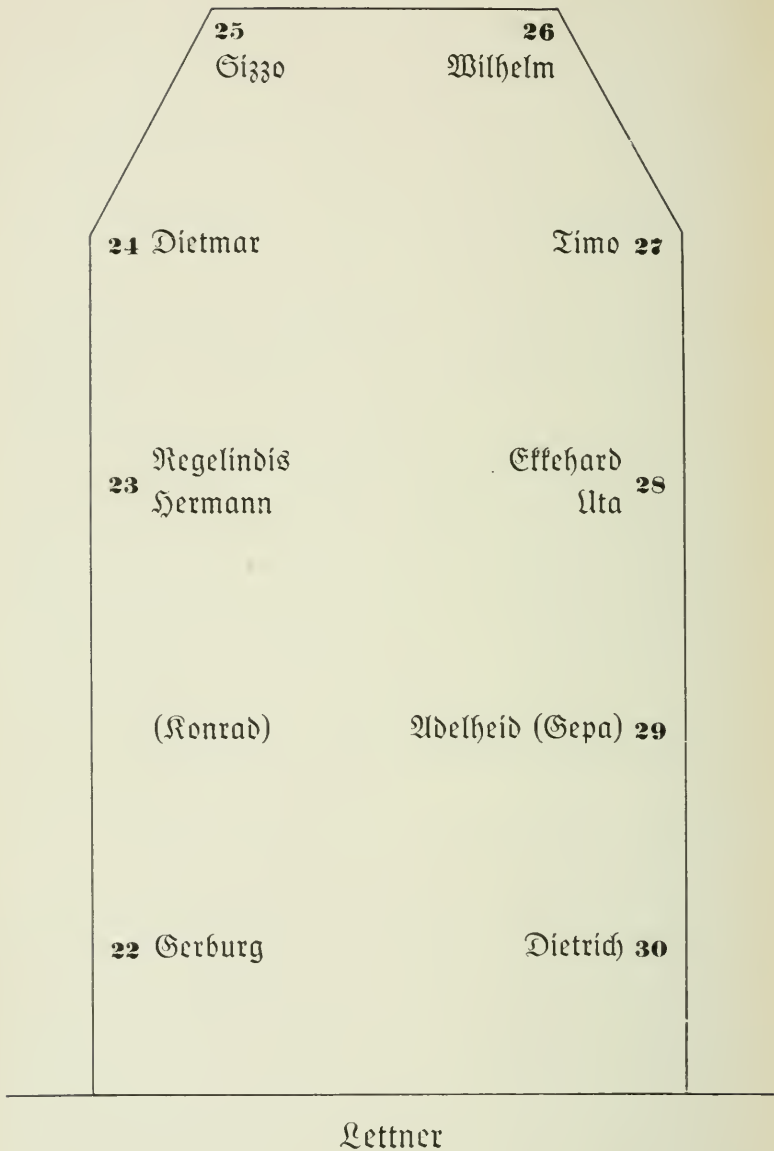 25 26
Sizzo Wilhelm
24 Dietmar Timo 27
Regelindis Ekkehard
23 28
Hermann Uta
(Konrad) Adelheid (Gepa) 29
22 Gerburg Dietrich 30
Lettner